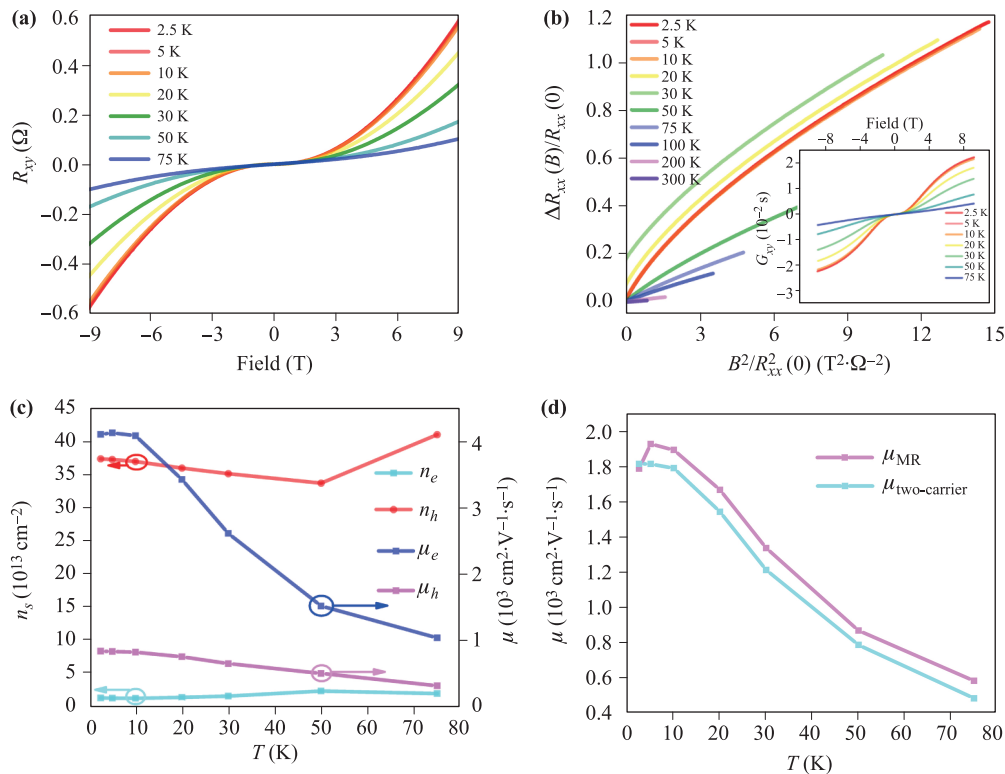 (a)
0.6
0.4
0.2
0.0
−0.2
−0.4
0.6
−9
−6
−3
0
3
6
9
R_xy (Ω)
Field (T)
2.5 K
5 K
10 K
20 K
30 K
50 K
75 K
(b)
1.2
1.0
0.8
0.6
0.4
0.2
0.0
0
3
6
9
12
15
ΔR_xx (B)/R_xx (0)
B²/R²_xx (0) (T²·Ω⁻²)
2.5 K
5 K
10 K
20 K
30 K
50 K
75 K
100 K
200 K
300 K
Field (T)
−8
−4
0
4
8
2
1
0
−1
−2
−3
G_xy (10⁻² s)
2.5 K
5 K
10 K
20 K
30 K
50 K
75 K
(c)
45
40
35
30
25
20
15
10
5
0
0
10
20
30
40
50
60
70
80
4
3
2
1
0
n_s (10¹³ cm⁻²)
μ (10³ cm²·V⁻¹·s⁻¹)
T (K)
n_e
n_h
μ_e
μ_h
(d)
2.0
1.8
1.6
1.4
1.2
1.0
0.8
0.6
0.4
0
10
20
30
40
50
60
70
80
μ (10³ cm²·V⁻¹·s⁻¹)
T (K)
μ_MR
μ_two-carrier